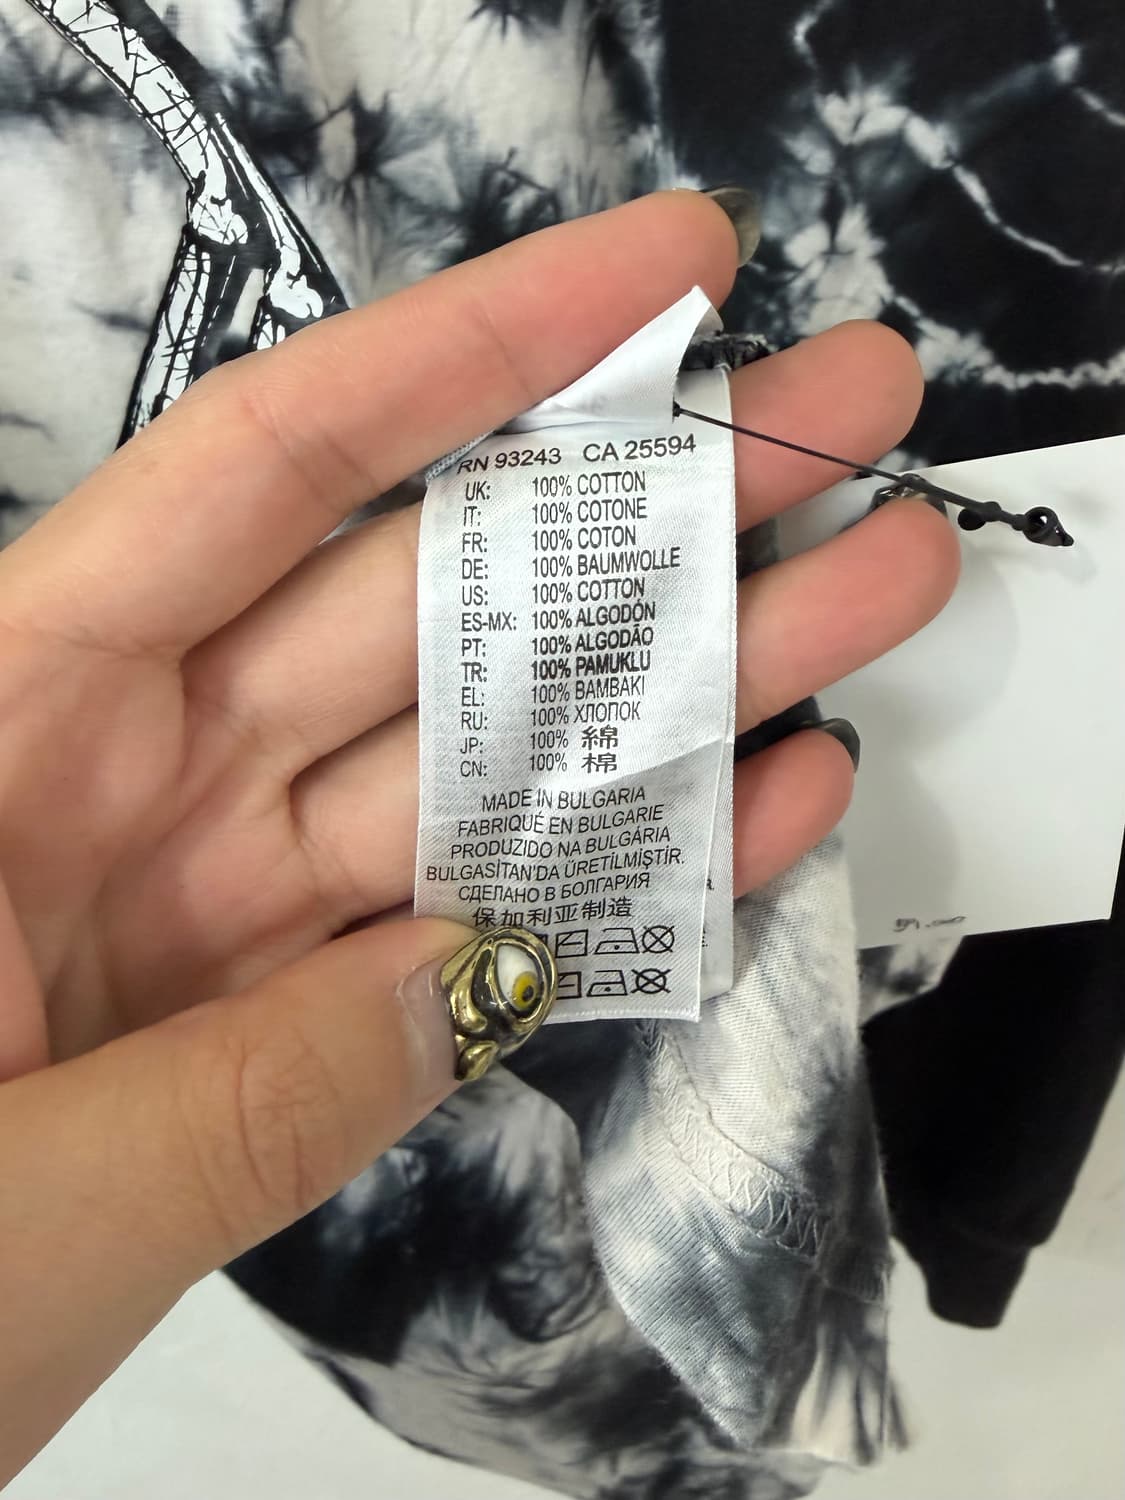 RN 93243 CA 25594
UK: 100% COTTON
IT: 100% COTONE
FR: 100% COTON
DE: 100% BAUMWOLLE
US: 100% COTTON
ES-MX: 100% ALGODÓN
PT: 100% ALGODÃO
TR: 100% PAMUKLU
EL: 100% BAMBAKI
RU: 100% ХЛОПОК
JP: 100% 綿
CN: 100% 棉
MADE IN BULGARIA
FABRIQUÉ EN BULGARIE
PRODUZIDO NA BULGÁRIA
BULGASİTAN'DA ÜRETİLMİŞTİR.
СДЕЛАНО В БОЛГАРИЯ
保加利亚制造